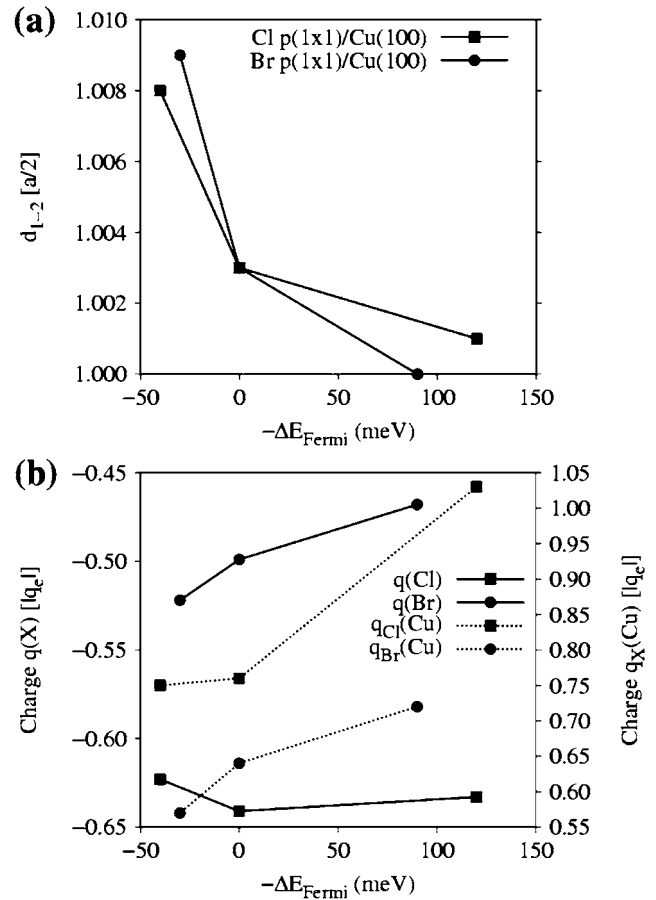 (a)
Cl p(1x1)/Cu(100)
Br p(1x1)/Cu(100)
1.010
1.008
1.006
1.004
1.002
1.000
d1−2 [a/2]
−50 0 50 100 150
−ΔEFermi (meV)
(b)
−0.45
−0.50
−0.55
−0.60
−0.65
Charge q(X) [|qe|]
q(Cl)
q(Br)
qCl(Cu)
qBr(Cu)
1.05
1.00
0.95
0.90
0.85
0.80
0.75
0.70
0.65
0.60
0.55
Charge qX(Cu) [|qe|]
−50 0 50 100 150
−ΔEFermi (meV)